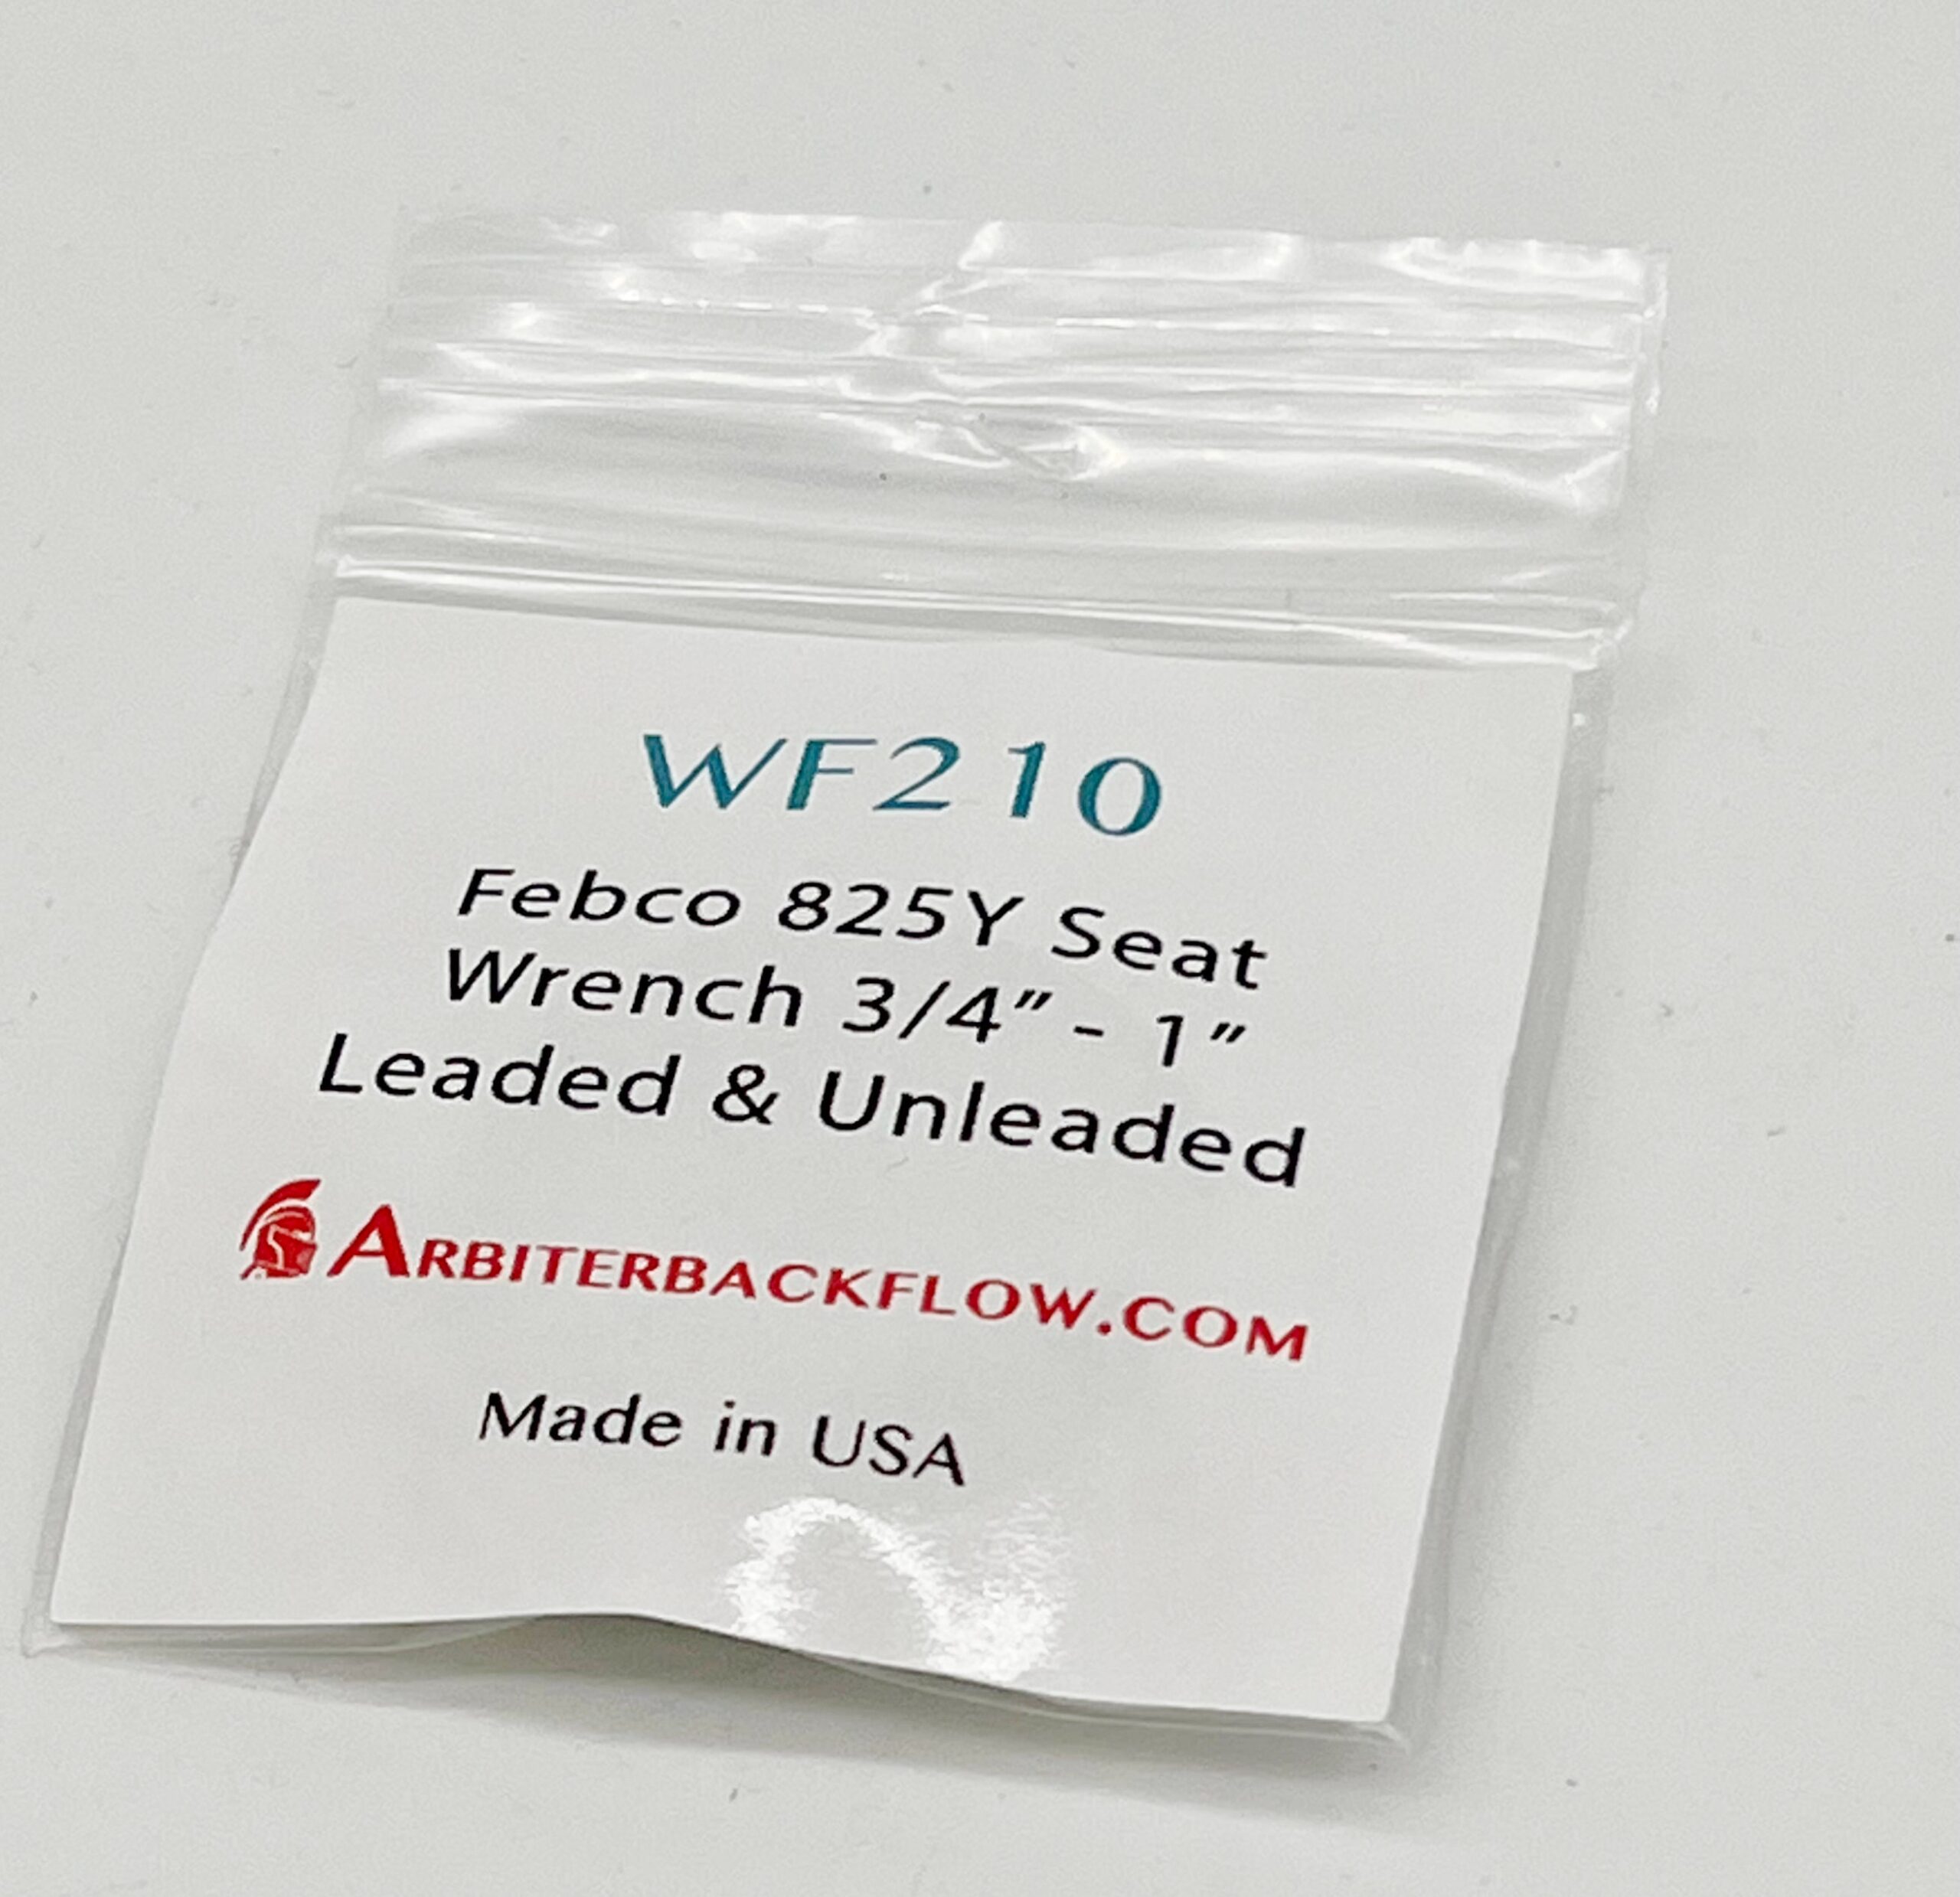 WF210
Febco 825Y Seat
Wrench 3/4" - 1"
Leaded & Unleaded
ARBITERBACKFLOW.COM
Made in USA